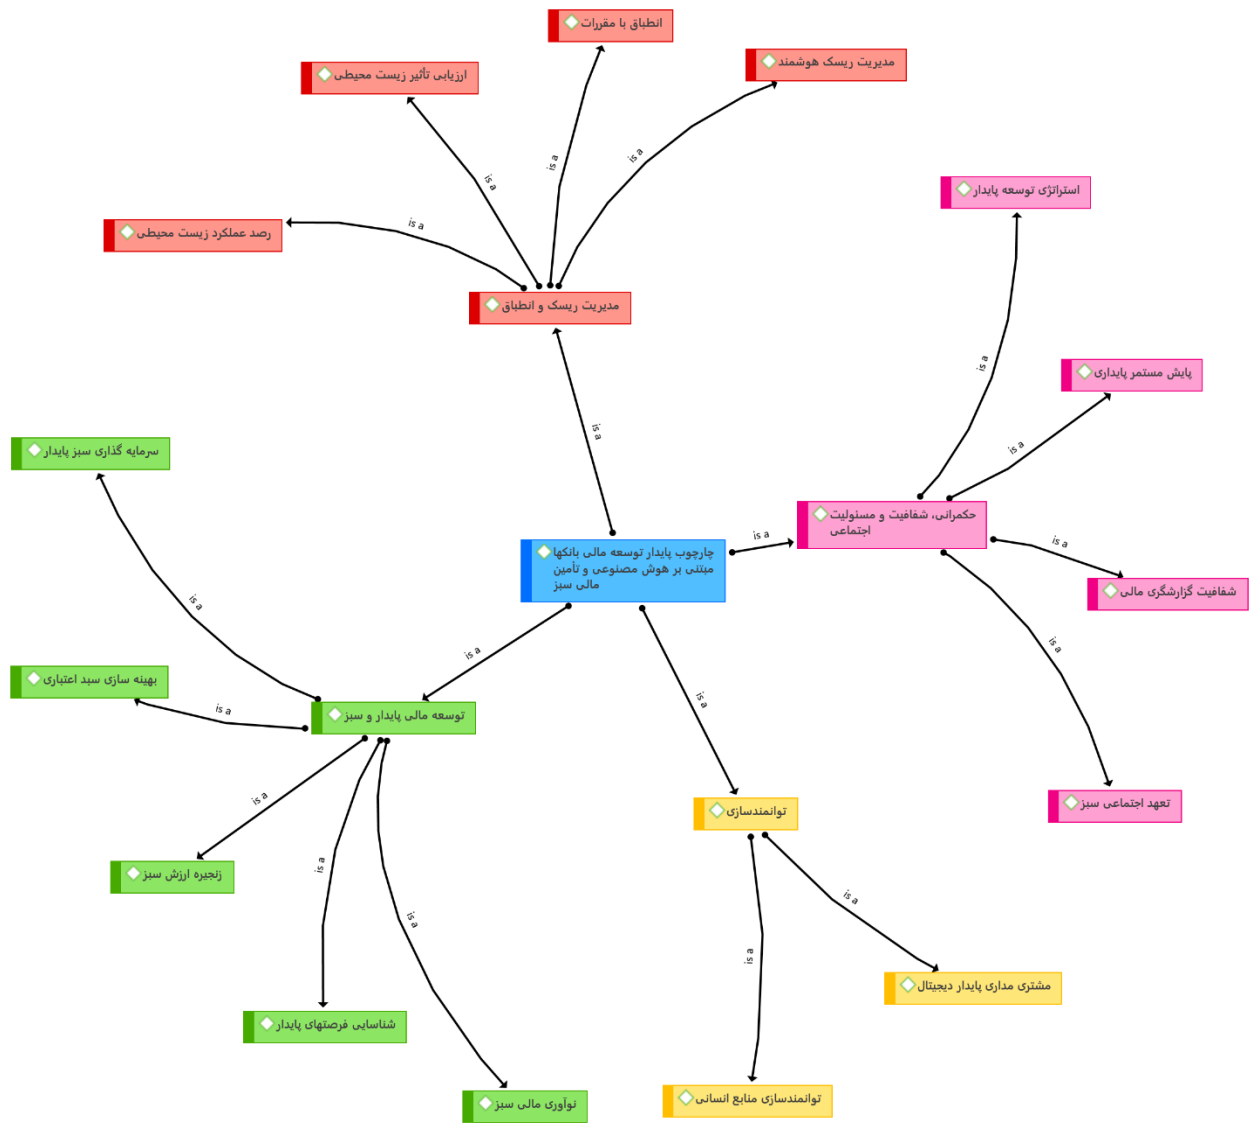 انطباق با مقررات
مدیریت ریسک هوشمند
ارزیابی تأثیر زیست محیطی
is a
is a
is a
استراتژی توسعه پایدار
رصد عملکرد زیست محیطی
is a
مدیریت ریسک و انطباق
is a
پایش مستمر پایداری
is a
is a
سرمایه گذاری سبز پایدار
حکمرانی، شفافیت و مسئولیت
اجتماعی
is a
is a
چارچوب پایدار توسعه مالی بانکها
مبتنی بر هوش مصنوعی و تأمین
مالی سبز
شفافیت گزارشگری مالی
is a
is a
is a
بهینه سازی سبد اعتباری
is a
is a
توسعه مالی پایدار و سبز
is a
تعهد اجتماعی سبز
توانمندسازی
is a
is a
زنجیره ارزش سبز
is a
is a
is a
مشتری مداری پایدار دیجیتال
شناسایی فرصتهای پایدار
توانمندسازی منابع انسانی
نوآوری مالی سبز